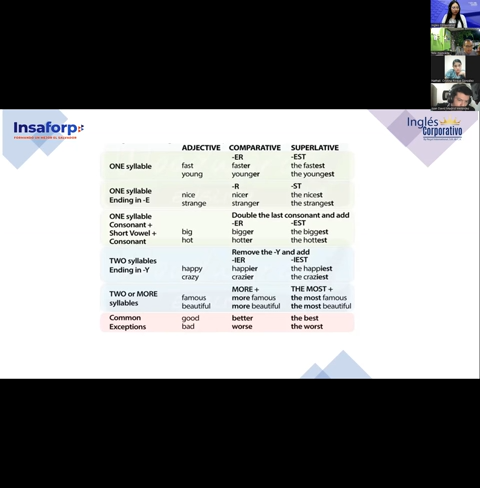 Insaforp
Inglés
Corporativo
ADJECTIVE COMPARATIVE SUPERLATIVE
-ER -EST
ONE syllable fast faster the fastest
young younger the youngest
ONE syllable -R -ST
Ending in -E nice nicer the nicest
strange stranger the strangest
ONE syllable Double the last consonant and add
Consonant + -ER -EST
Short Vowel + big bigger the biggest
Consonant hot hotter the hottest
Remove the -Y and add
TWO syllables -IER -IEST
Ending in -Y happy happier the happiest
crazy crazier the craziest
MORE + THE MOST +
TWO or MORE famous more famous the most famous
syllables beautiful more beautiful the most beautiful
Common good better the best
Exceptions bad worse the worst